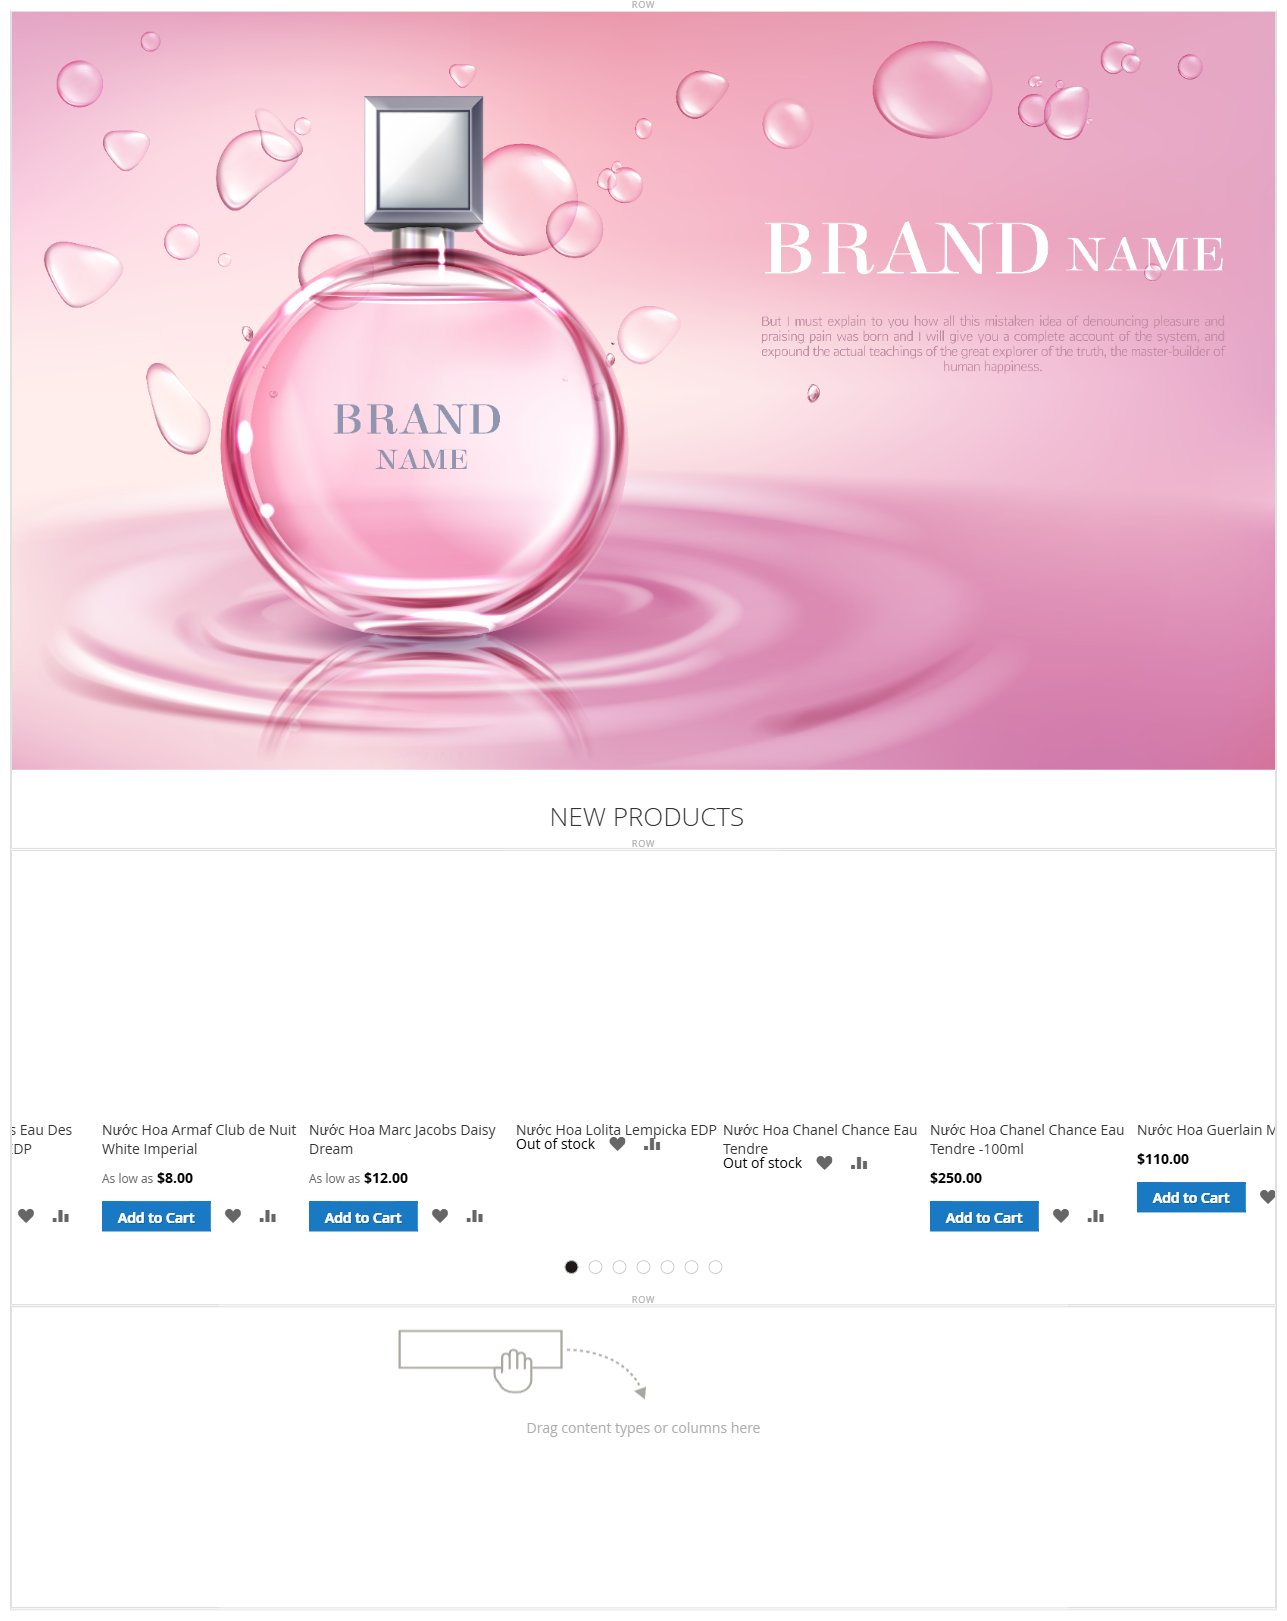 ROW
BRAND NAME
But I must explain to you how all this mistaken idea of denouncing pleasure and
praising pain was born and I will give you a complete account of the system, and
expound the actual teachings of the great explorer of the truth, the master-builder of
human happiness.
BRAND
NAME
NEW PRODUCTS
ROW
s Eau Des
EDP
Nước Hoa Armaf Club de Nuit
White Imperial
As low as $8.00
Add to Cart
Nước Hoa Marc Jacobs Daisy
Dream
As low as $12.00
Add to Cart
Nước Hoa Lolita Lempicka EDP
Out of stock
Nước Hoa Chanel Chance Eau
Tendre
Out of stock
Nước Hoa Chanel Chance Eau
Tendre -100ml
$250.00
Add to Cart
Nước Hoa Guerlain M
$110.00
Add to Cart
ROW
Drag content types or columns here